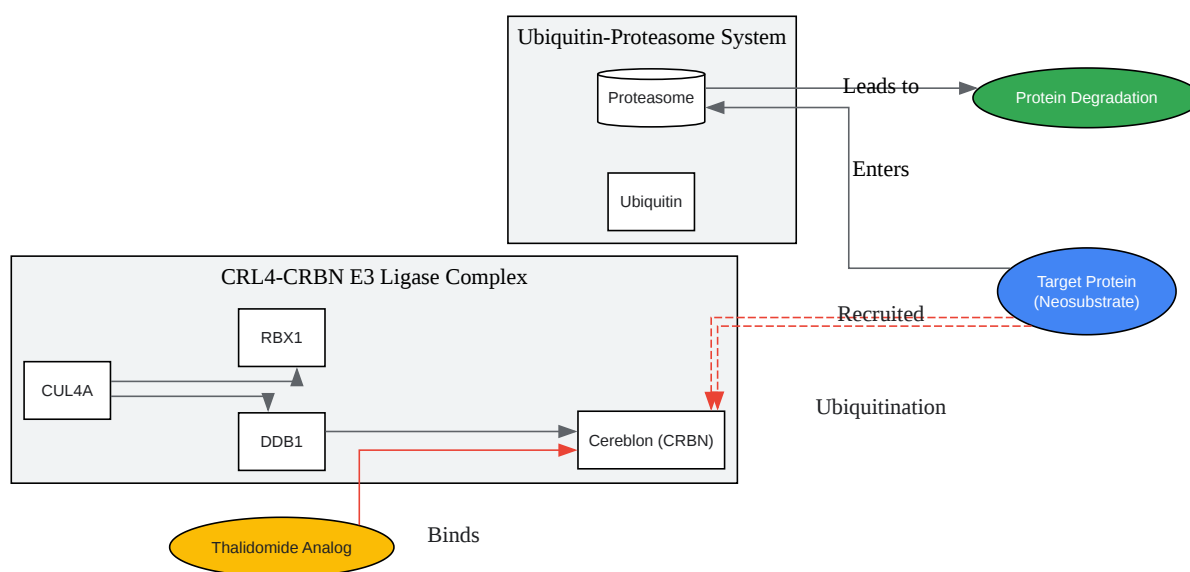 Ubiquitin-Proteasome System
Proteasome
Leads to
Protein Degradation
Enters
Ubiquitin
CRL4-CRBN E3 Ligase Complex
Target Protein
(Neosubstrate)
Recruited
RBX1
CUL4A
Ubiquitination
DDB1
Cereblon (CRBN)
Binds
Thalidomide Analog